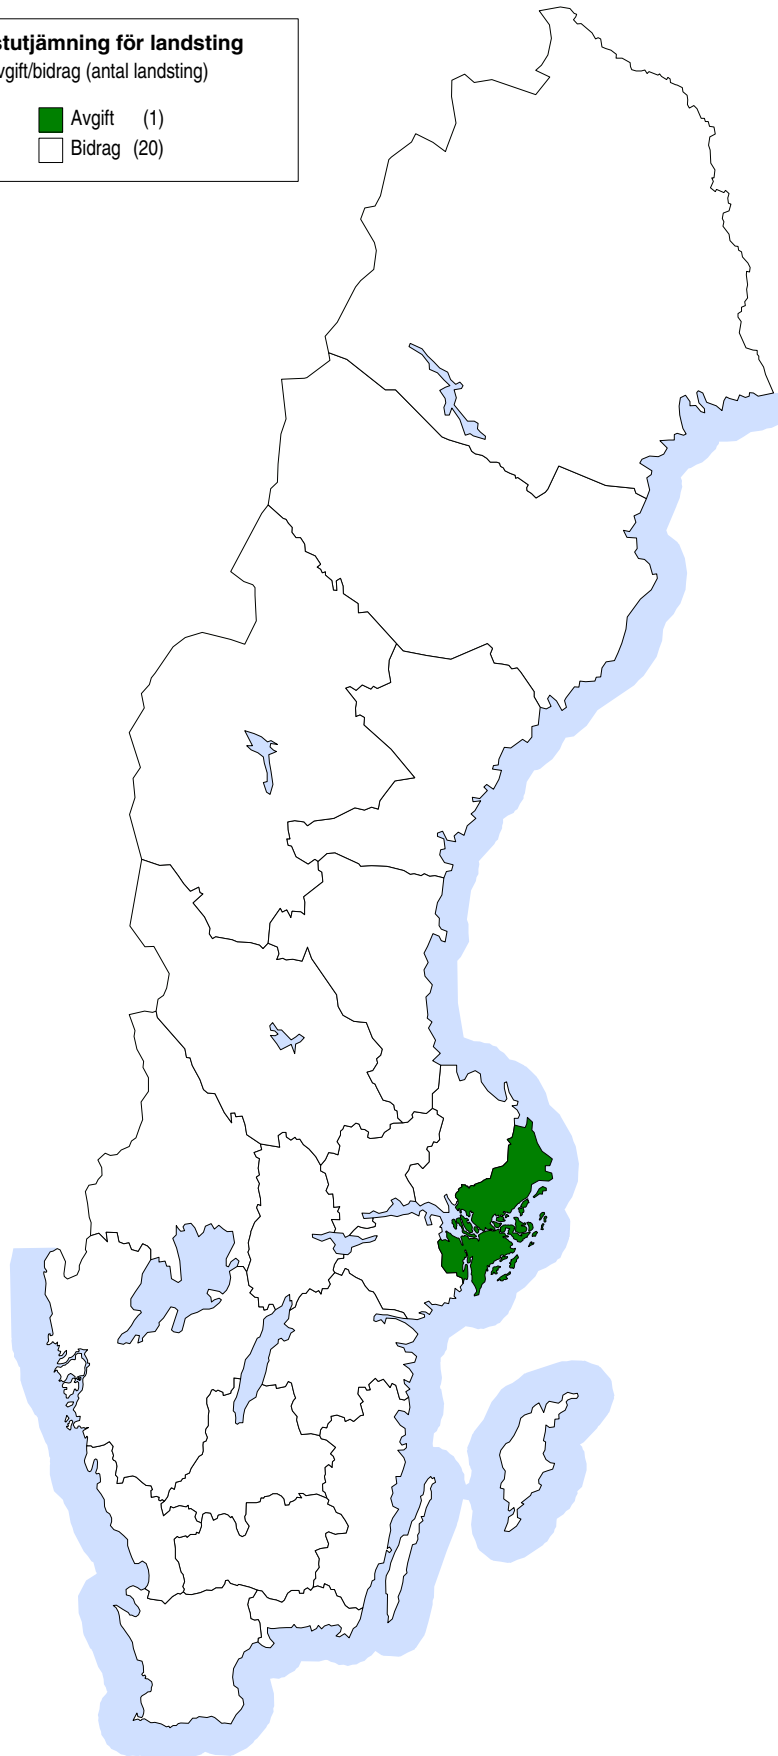 stutjämning för landsting
vgift/bidrag (antal landsting)
Avgift (1)
Bidrag (20)